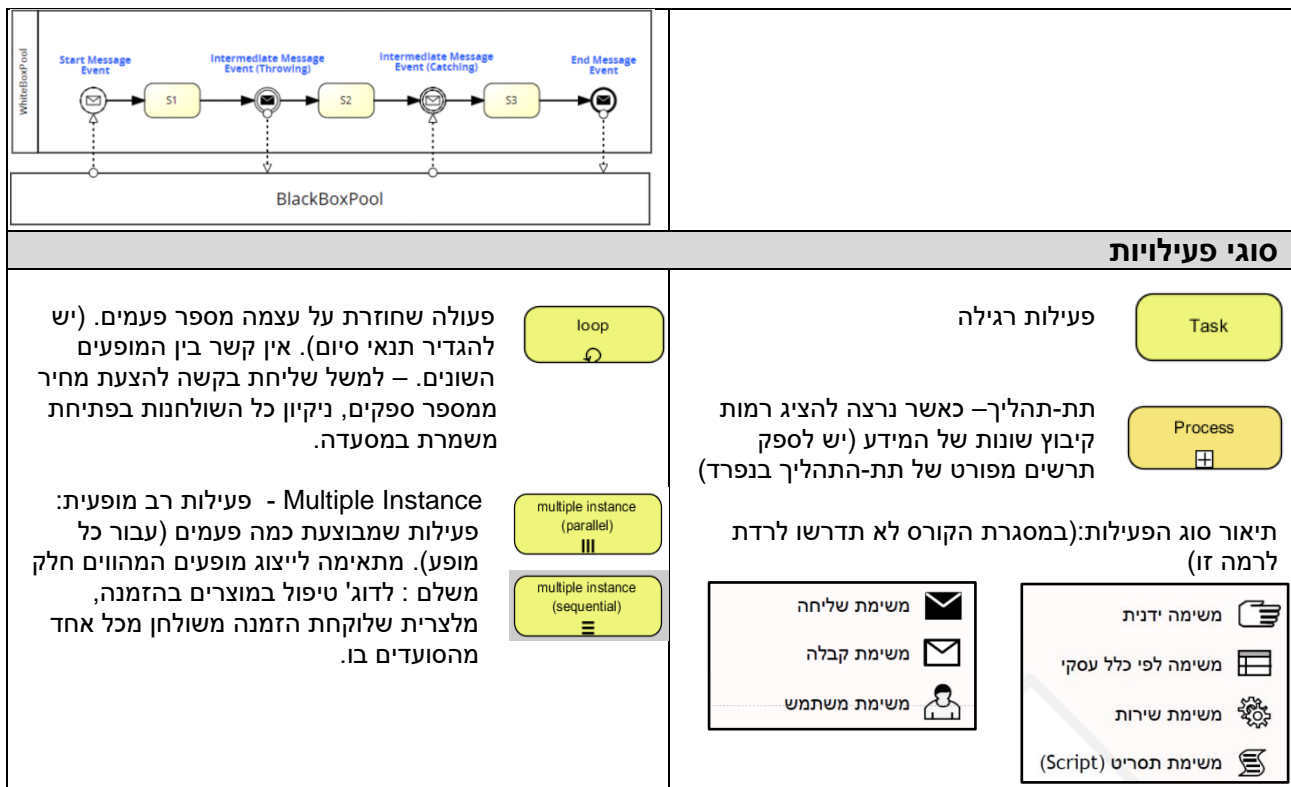 WhiteBoxPool
Start Message
Event
Intermediate Message
Event (Throwing)
Intermediate Message
Event (Catching)
End Message
Event
S1
S2
S3
BlackBoxPool
סוגי פעילויות
Task
פעילות רגילה
Process
תת-תהליך– כאשר נרצה להציג רמות
קיבוץ שונות של המידע (יש לספק
תרשים מפורט של תת-התהליך בנפרד)
תיאור סוג הפעילות:(במסגרת הקורס לא תדרשו לרדת
לרמה זו)
משימה ידנית
משימה לפי כלל עסקי
משימת שירות
משימת תסריט (Script)
משימת שליחה
משימת קבלה
משימת משתמש
loop
פעולה שחוזרת על עצמה מספר פעמים. (יש
להגדיר תנאי סיום). אין קשר בין המופעים
השונים. – למשל שליחת בקשה להצעת מחיר
ממספר ספקים, ניקיון כל השולחנות בפתיחת
משמרת במסעדה.
multiple instance
(parallel)
multiple instance
(sequential)
Multiple Instance - פעילות רב מופעית:
פעילות שמבוצעת כמה פעמים (עבור כל
מופע). מתאימה לייצוג מופעים המהווים חלק
משלם : לדוג' טיפול במוצרים בהזמנה,
מלצרית שלוקחת הזמנה משולחן מכל אחד
מהסועדים בו.